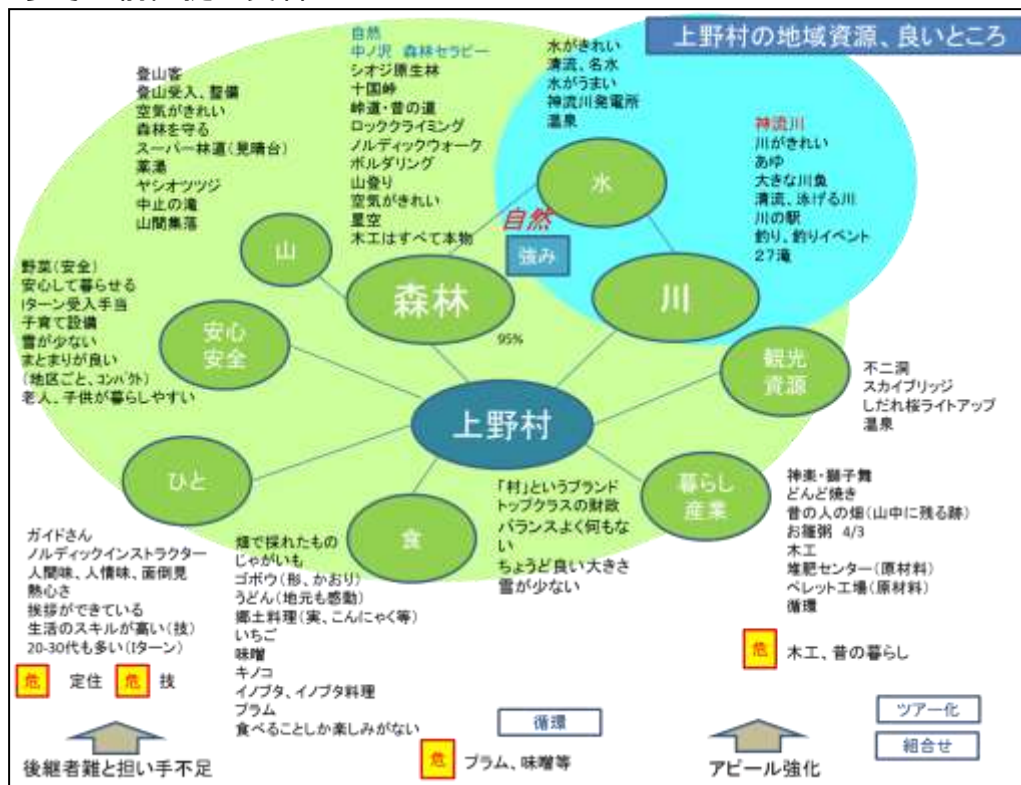 上野村の地域資源、良いところ
自然
中ノ沢 森林セラピー
シオジ原生林
十国峠
峠道・昔の道
ロッククライミング
ノルディックウォーク
ボルダリング
山登り
空気がきれい
星空
木工はすべて本物
登山客
登山受入、整備
空気がきれい
森林を守る
スーパー林道(見晴台)
薬湯
ヤシオツツジ
中止の滝
山間集落
水がきれい
清流、名水
水がうまい
神流川発電所
温泉
神流川
川がきれい
あゆ
大きな川魚
清流、泳げる川
川の駅
釣り、釣りイベント
27滝
水
自然
強み
山
森林
川
95%
野菜(安全)
安心して暮らせる
Iターン受入手当
子育て設備
雪が少ない
まとまりが良い
(地区ごと、コンパクト)
老人、子供が暮らしやすい
安心
安全
観光
資源
不二洞
スカイブリッジ
しだれ桜ライトアップ
温泉
上野村
ひと
食
暮らし
産業
「村」というブランド
トップクラスの財政
バランスよく何もな
い
ちょうど良い大きさ
雪が少ない
神楽・獅子舞
どんど焼き
昔の人の畑(山中に残る跡)
お籠粥 4/3
木工
堆肥センター(原材料)
ペレット工場(原材料)
循環
ガイドさん
ノルディックインストラクター
人間味、人情味、面倒見
熱心さ
挨拶ができている
生活のスキルが高い(技)
20-30代も多い(Iターン)
畑で採れたもの
じゃがいも
ゴボウ(形、かおり)
うどん(地元も感動)
郷土料理(実、こんにゃく等)
いちご
味噌
キノコ
イノブタ、イノブタ料理
プラム
食べることしか楽しみがない
危 定住 危 技
危 木工、昔の暮らし
循環
危 プラム、味噌等
ツアー化
組合せ
後継者難と担い手不足
アピール強化